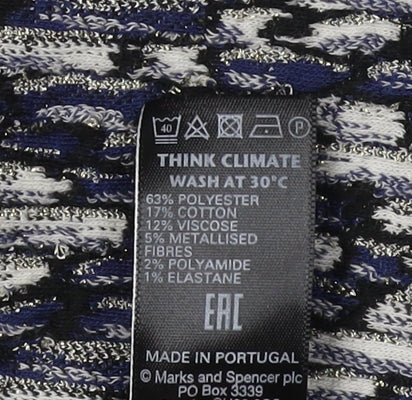 40 P
THINK CLIMATE
WASH AT 30°C
63% POLYESTER
17% COTTON
12% VISCOSE
5% METALLISED
FIBRES
2% POLYAMIDE
1% ELASTANE
EAC
MADE IN PORTUGAL
© Marks and Spencer plc
PO Box 3339